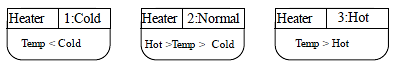 Heater 1:Cold Heater 2:Normal Heater 3:Hot
Temp < Cold Hot >Temp > Cold Temp > Hot